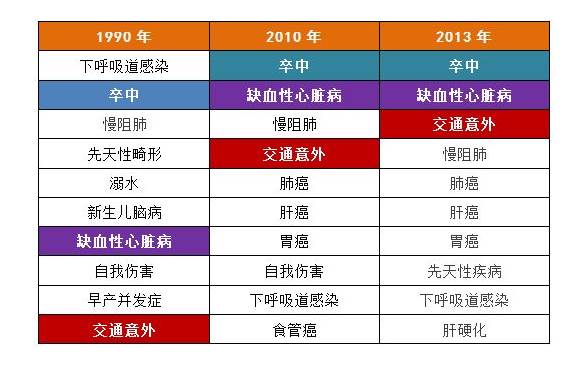 1990 年 2010 年 2013 年
下呼吸道感染 卒中 卒中
卒中 缺血性心脏病 缺血性心脏病
慢阻肺 慢阻肺 交通意外
先天性畸形 交通意外 慢阻肺
溺水 肺癌 肺癌
新生儿脑病 肝癌 肝癌
缺血性心脏病 胃癌 胃癌
自我伤害 自我伤害 先天性疾病
早产并发症 下呼吸道感染 下呼吸道感染
交通意外 食管癌 肝硬化